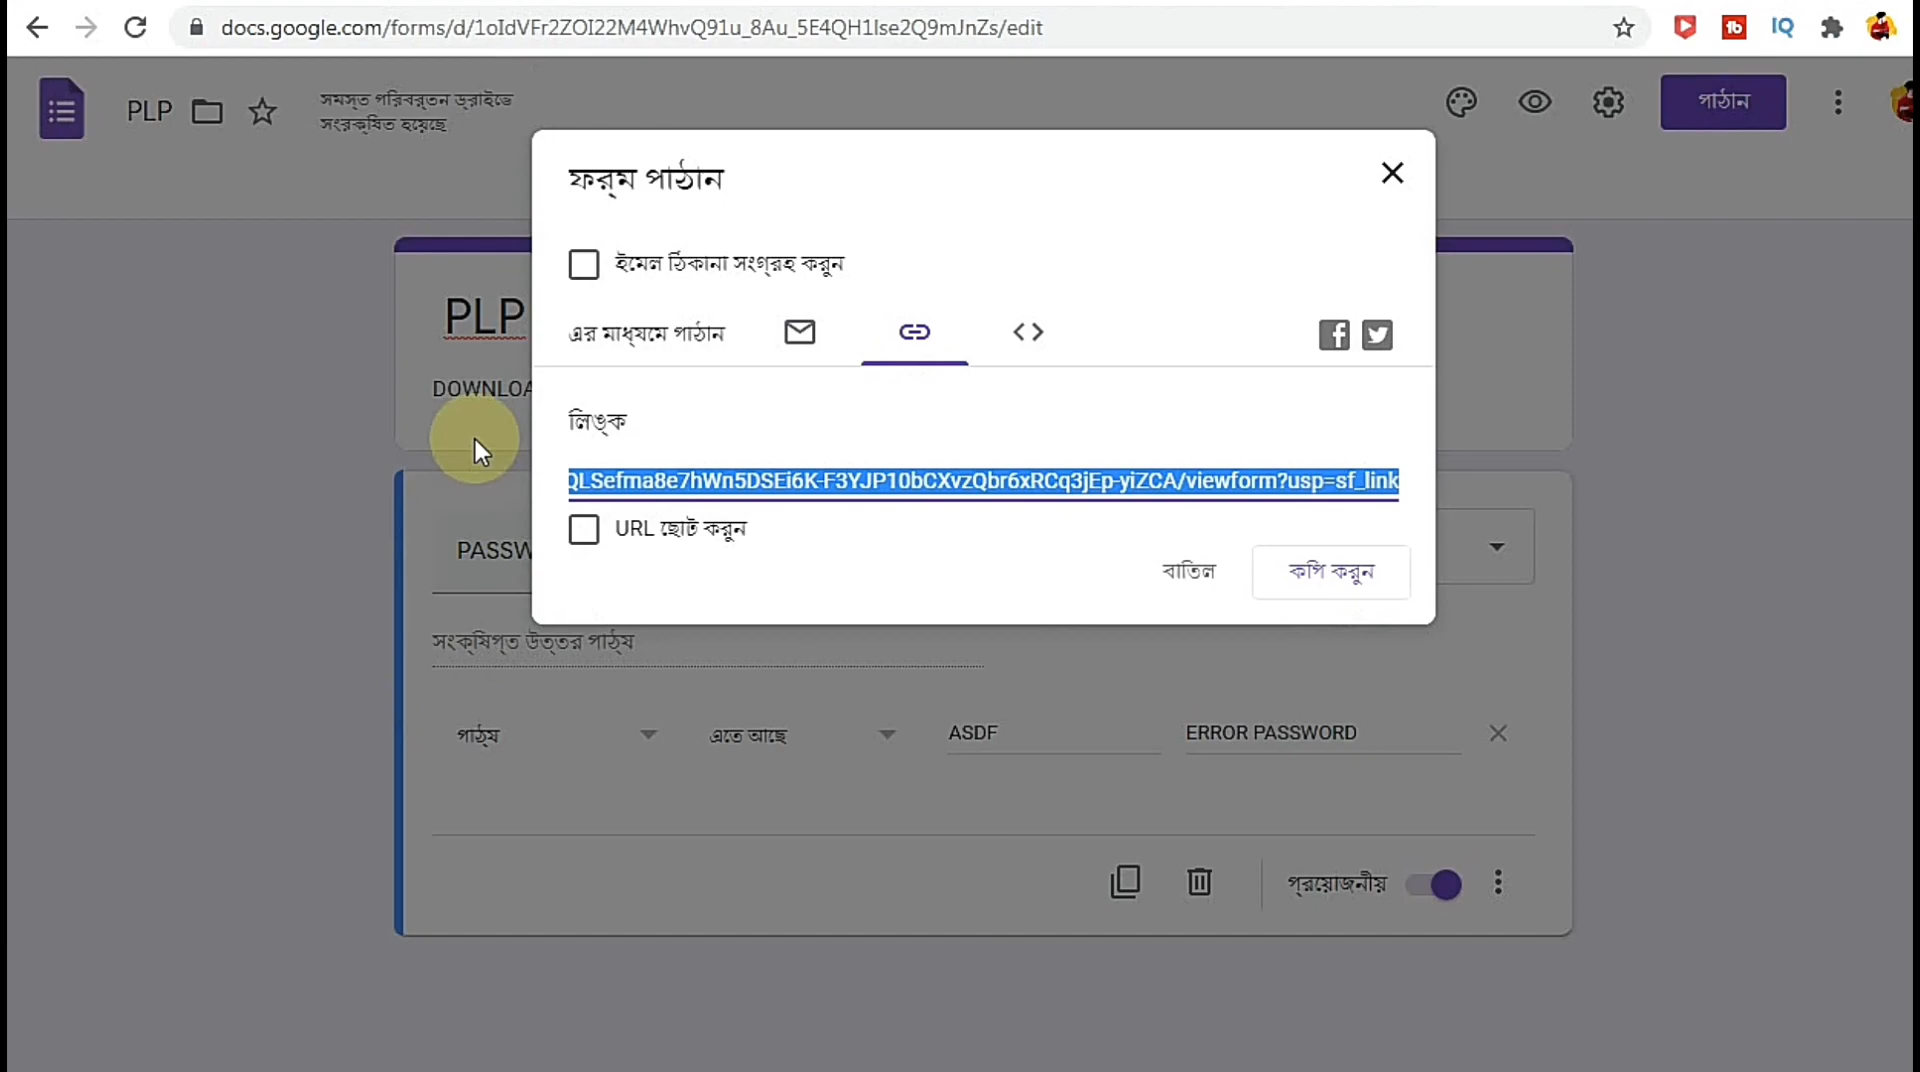 docs.google.com/forms/d/1oIdVFr2ZOI22M4WhvQ91u_8Au_5E4QH1lse2Q9mJnZs/edit
PLP
সমস্ত পরিবর্তন ড্রাইভে
সংরক্ষিত হয়েছে
পাঠান
ফর্ম পাঠান
ইমেল ঠিকানা সংগ্রহ করুন
এর মাধ্যমে পাঠান
PLP
DOWNLOA
লিঙ্ক
QLSefma8e7hWn5DSEi6K-F3YJP10bCXvzQbr6xRCq3jEp-yiZCA/viewform?usp=sf_link
URL ছোট করুন
PASSW
বাতিল
কপি করুন
সংক্ষিপ্ত উত্তর পাঠ্য
পাঠ্য
এতে আছে
ASDF
ERROR PASSWORD
প্রয়োজনীয়